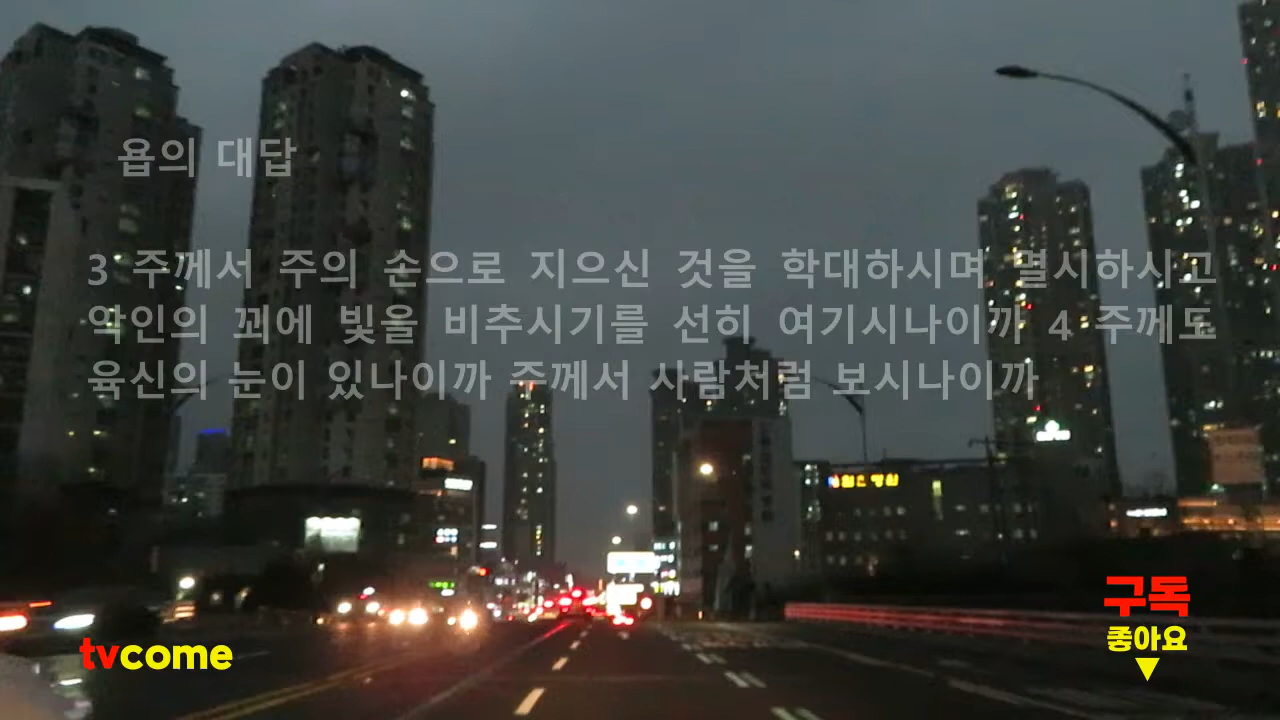 욥의 대답
3 주께서 주의 손으로 지으신 것을 학대하시며 멸시하시고
악인의 꾀에 빛을 비추시기를 선히 여기시나이까 4 주께도
육신의 눈이 있나이까 주께서 사람처럼 보시나이까
구독
좋아요
tvcome